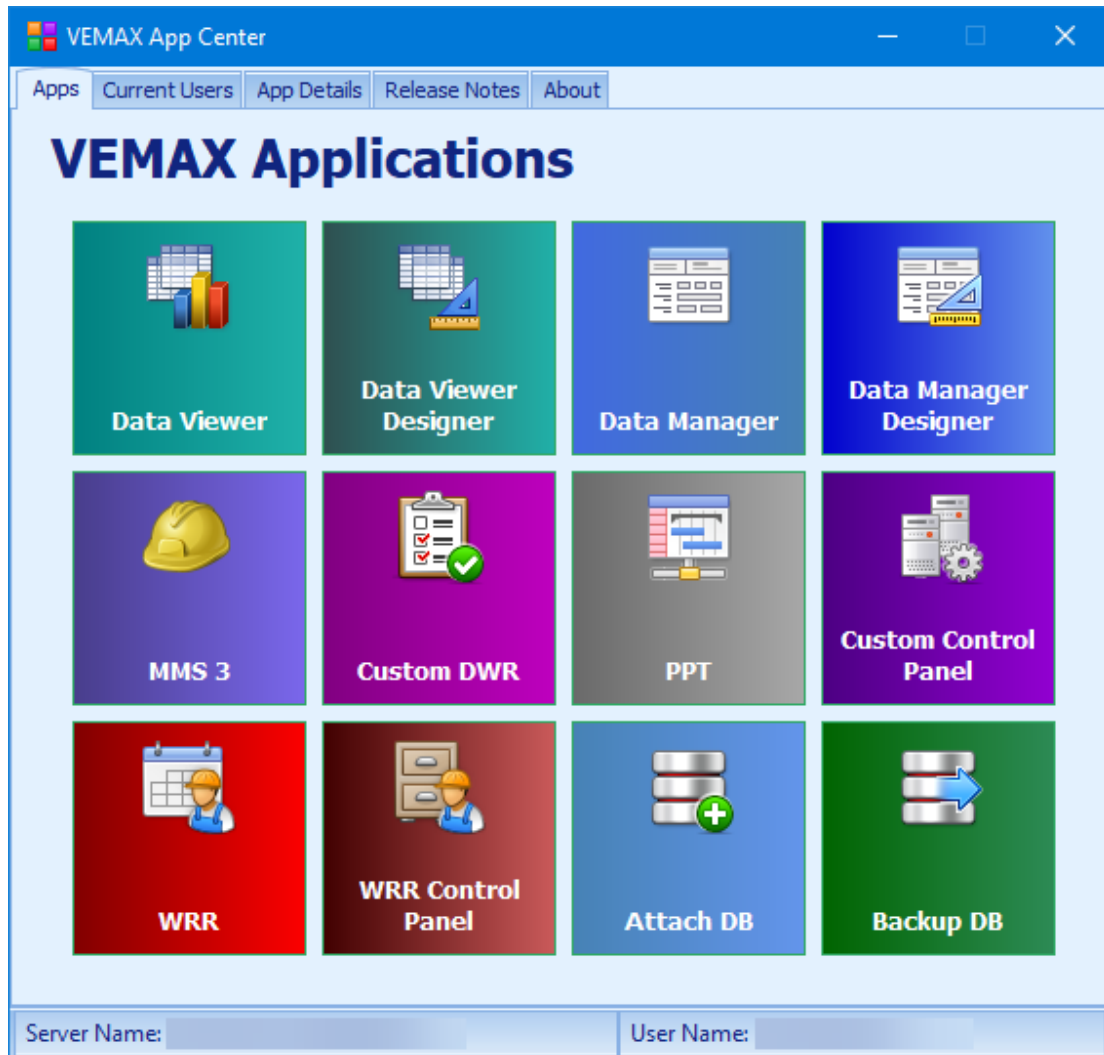 VEMAX App Center
Apps Current Users App Details Release Notes About
VEMAX Applications
Data Viewer
Data Viewer
Designer
Data Manager
Data Manager
Designer
MMS 3
Custom DWR
PPT
Custom Control
Panel
WRR
WRR Control
Panel
Attach DB
Backup DB
Server Name: User Name: